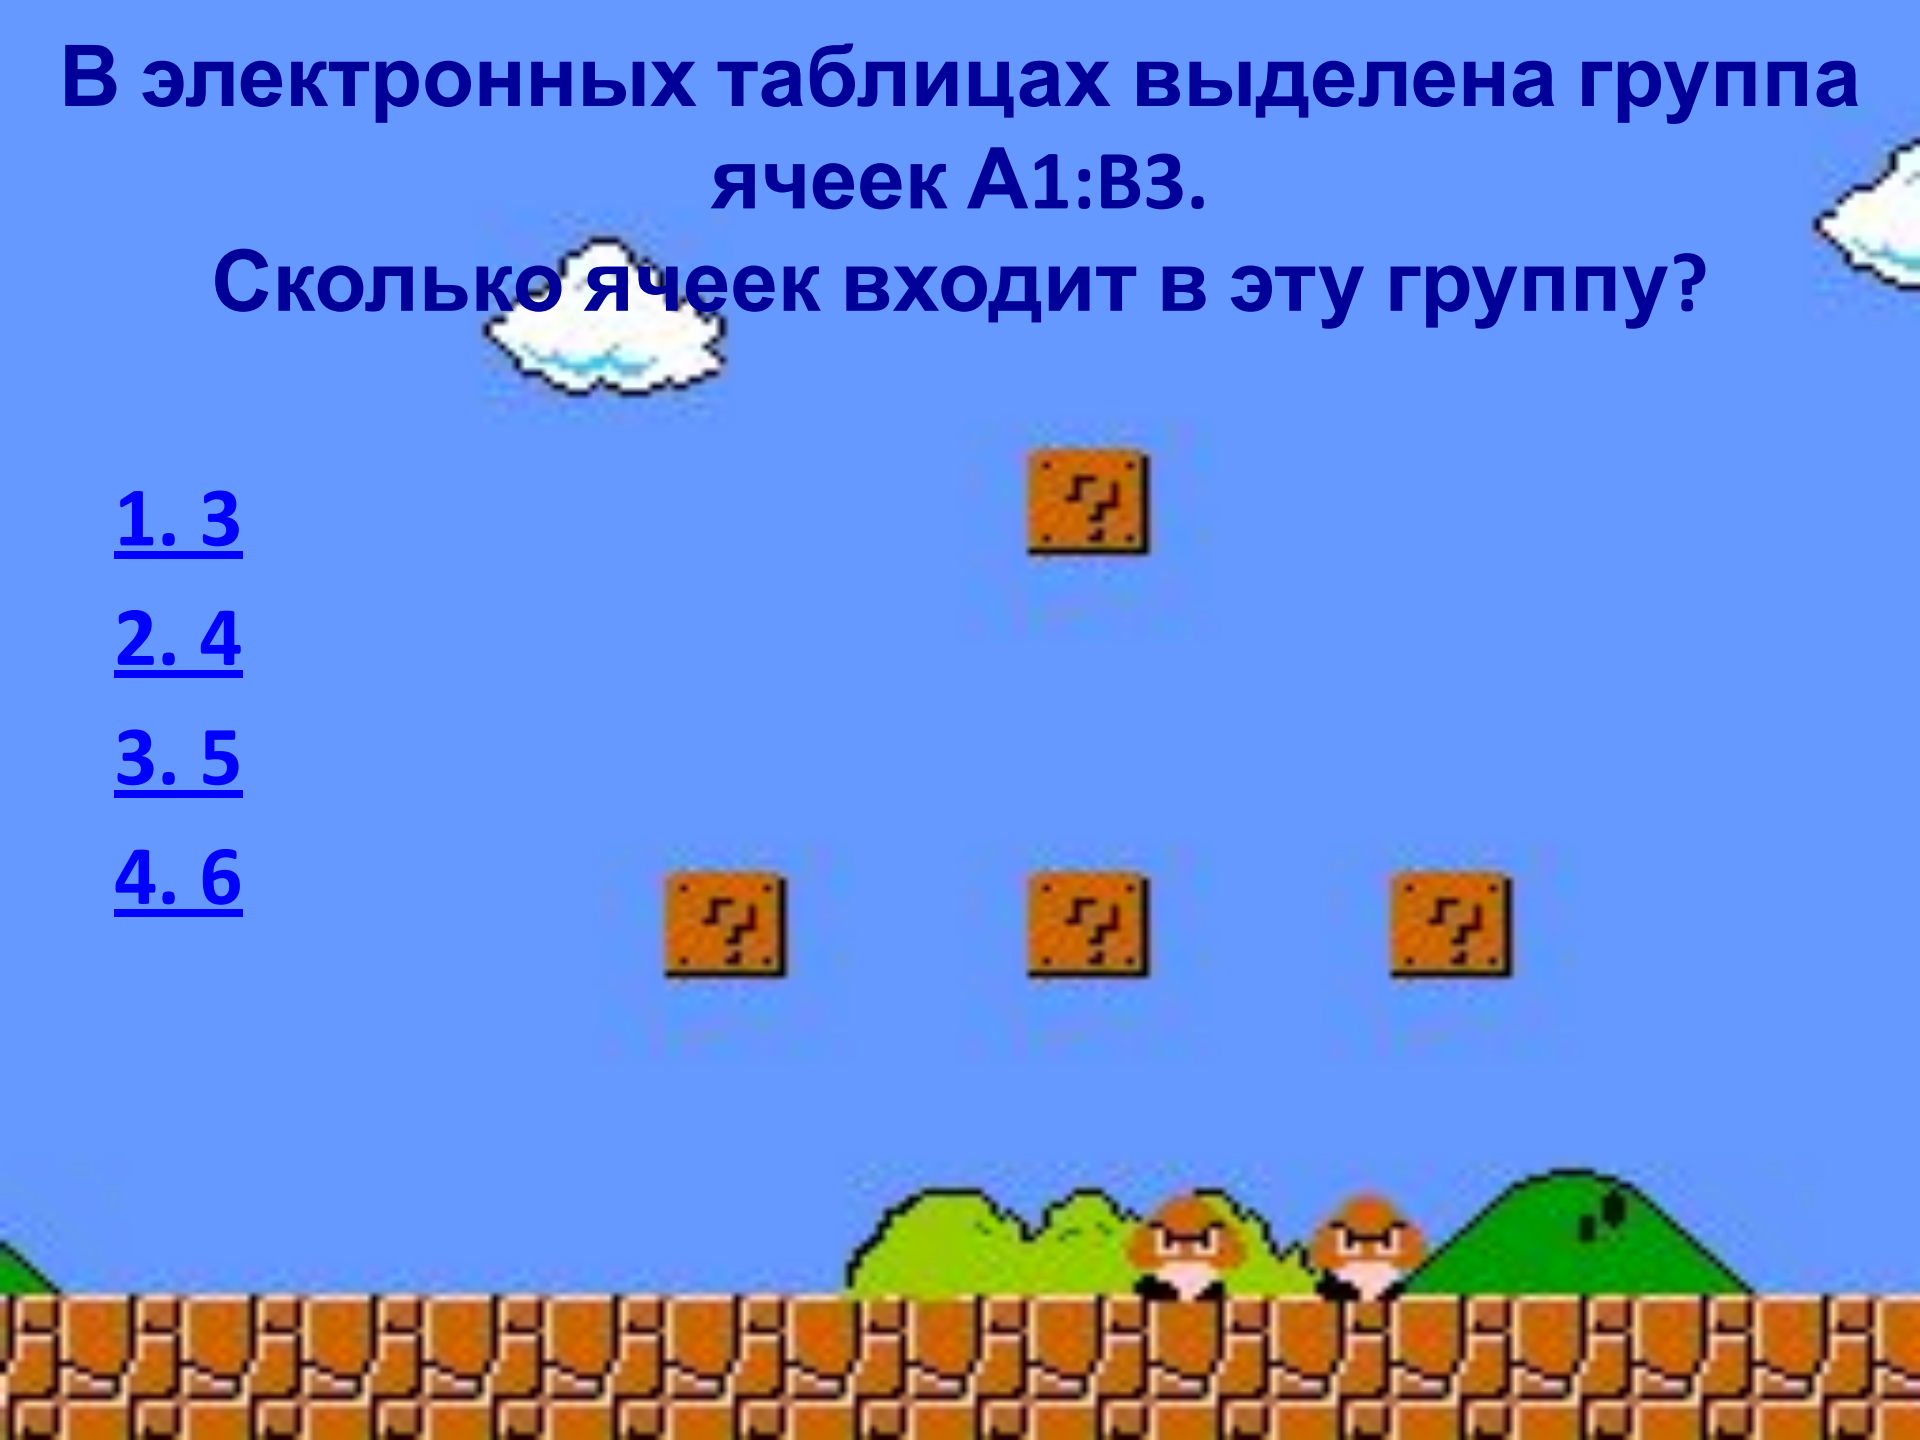 В электронных таблицах выделена группа
ячеек А1:В3.
Сколько ячеек входит в эту группу?
1. 3
2. 4
3. 5
4. 6